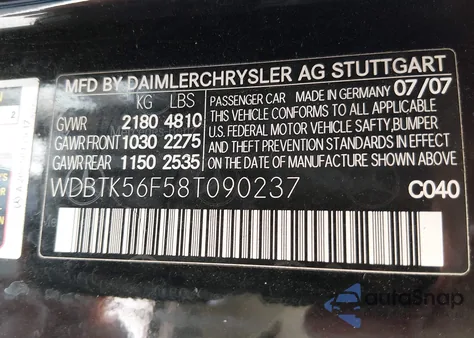 MFD BY DAIMLERCHRYSLER AG STUTTGART
KG LBS
GVWR 2180 4810
GAWR FRONT 1030 2275
GAWR REAR 1150 2535
PASSENGER CAR MADE IN GERMANY 07/07
THIS VEHICLE CONFORMS TO ALL APPLICABLE
U.S. FEDERAL MOTOR VEHICLE SAFTY, BUMPER
AND THEFT PREVENTION STANDARDS IN EFFECT
ON THE DATE OF MANUFACTURE SHOWN ABOVE
WDBTK56F58T090237
C040
autoSnap